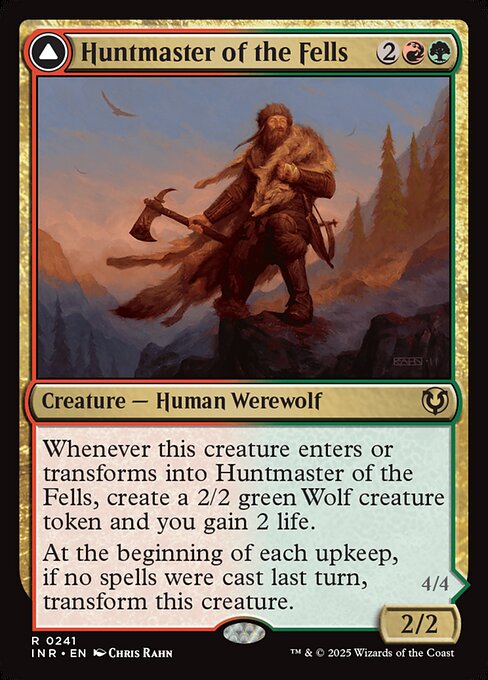 Huntmaster of the Fells 2
Creature — Human Werewolf
Whenever this creature enters or
transforms into Huntmaster of the
Fells, create a 2/2 green Wolf creature
token and you gain 2 life.
At the beginning of each upkeep,
if no spells were cast last turn,
transform this creature.
4/4
2/2
R 0241
INR • EN Chris Rahn
™ & © 2025 Wizards of the Coast